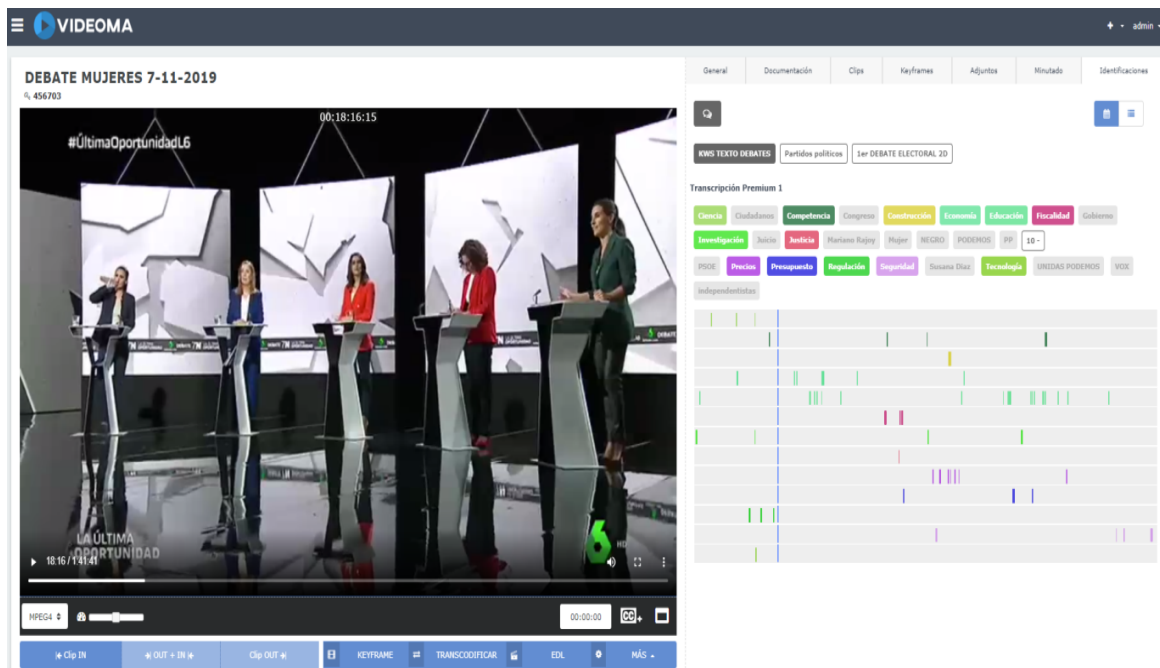 VIDEOMA
admin
DEBATE MUJERES 7-11-2019
456703
General Documentación Clips Keyframes Adjuntos Minutado Identificaciones
00:18:16:15
#ÚltimaOportunidadL6
KWS TEXTO DEBATES Partidos políticos 1er DEBATE ELECTORAL 2D
Transcripción Premium 1
Ciencia Ciudadanos Competencia Congreso Construcción Economía Educación Fiscalidad Gobierno
Investigación Juicio Justicia Mariano Rajoy Mujer NEGRO PODEMOS PP 10
PSOE Precios Presupuesto Regulación Seguridad Susana Díaz Tecnología UNIDAS PODEMOS VOX
independentistas
LA ÚLTIMA
OPORTUNIDAD
6 HD
18:16 / 1:41:41
MPEG4 00:00:00 CC+
Clip IN OUT + IN Clip OUT KEYFRAME TRANSCODIFICAR EDL MÁS